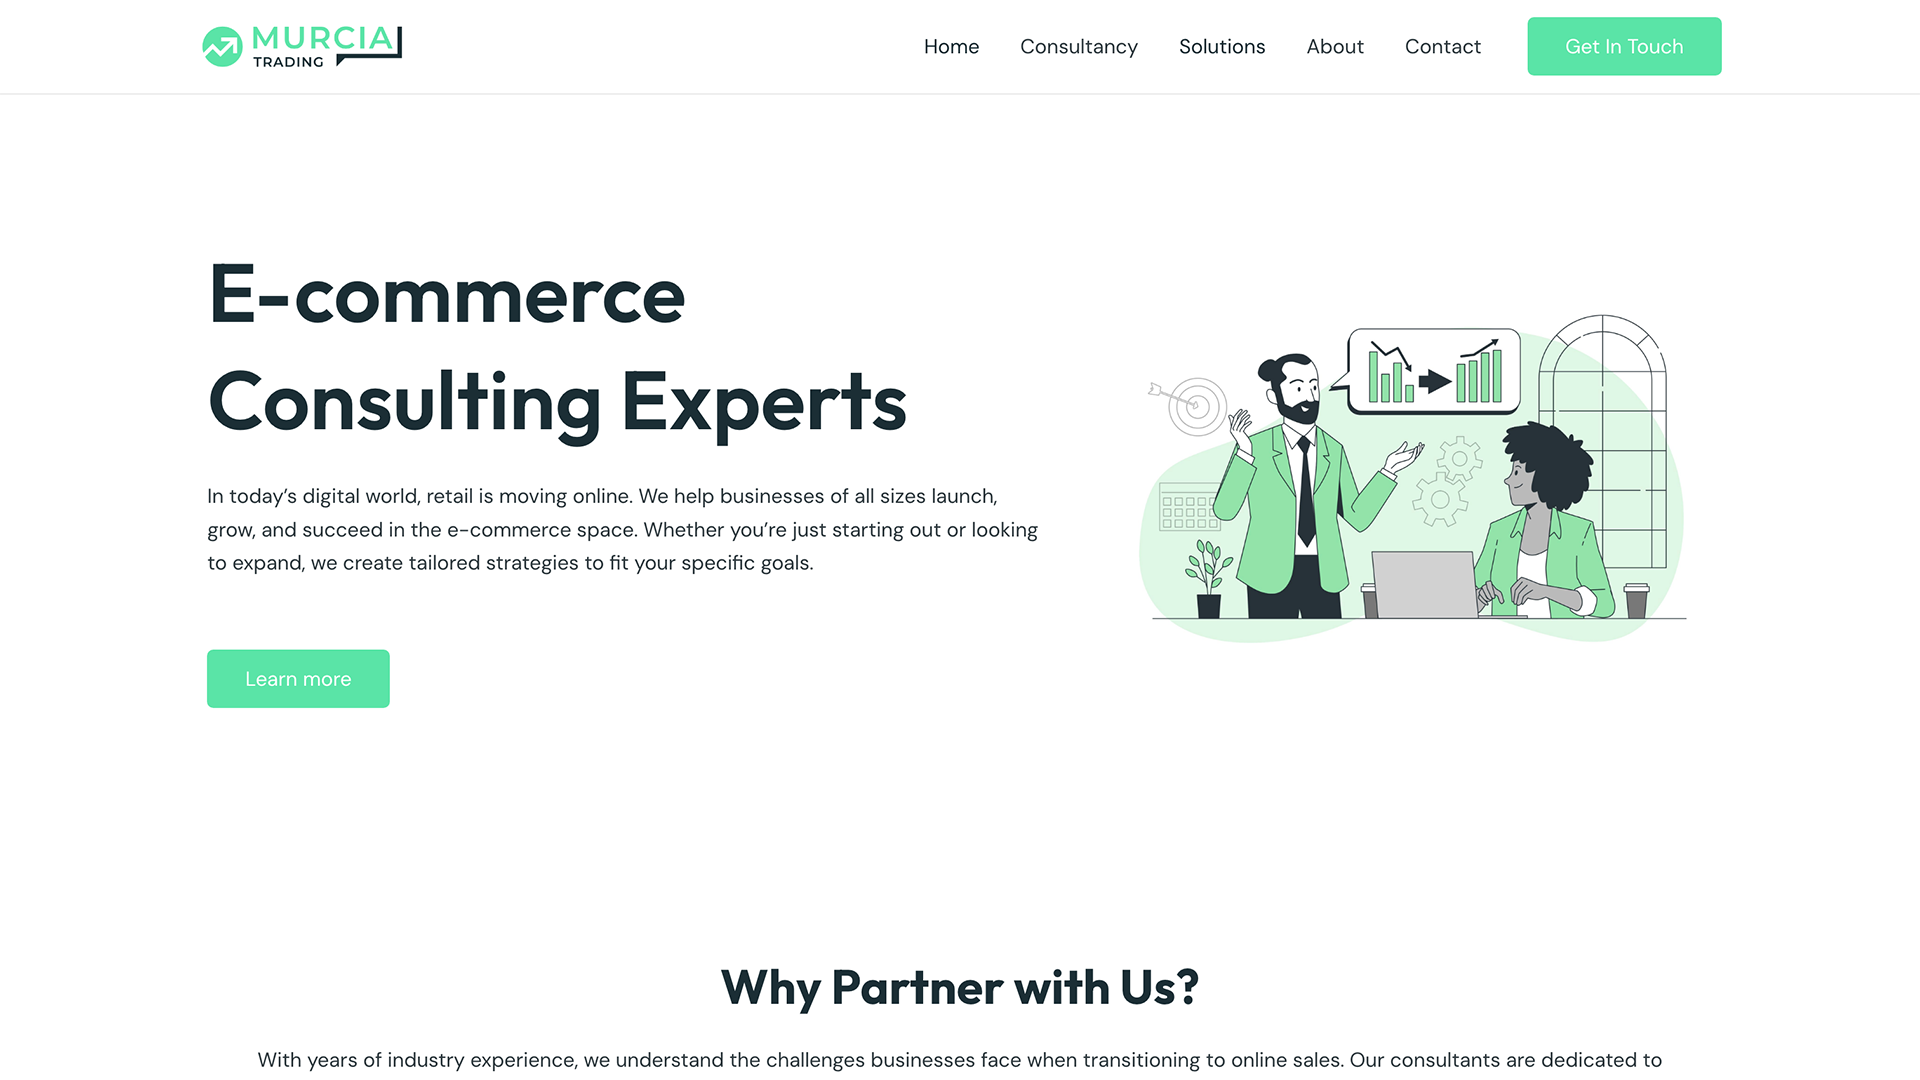 MURCIA
TRADING
Home Consultancy Solutions About Contact Get In Touch
E-commerce
Consulting Experts
In today’s digital world, retail is moving online. We help businesses of all sizes launch,
grow, and succeed in the e-commerce space. Whether you’re just starting out or looking
to expand, we create tailored strategies to fit your specific goals.
Learn more
Why Partner with Us?
With years of industry experience, we understand the challenges businesses face when transitioning to online sales. Our consultants are dedicated to